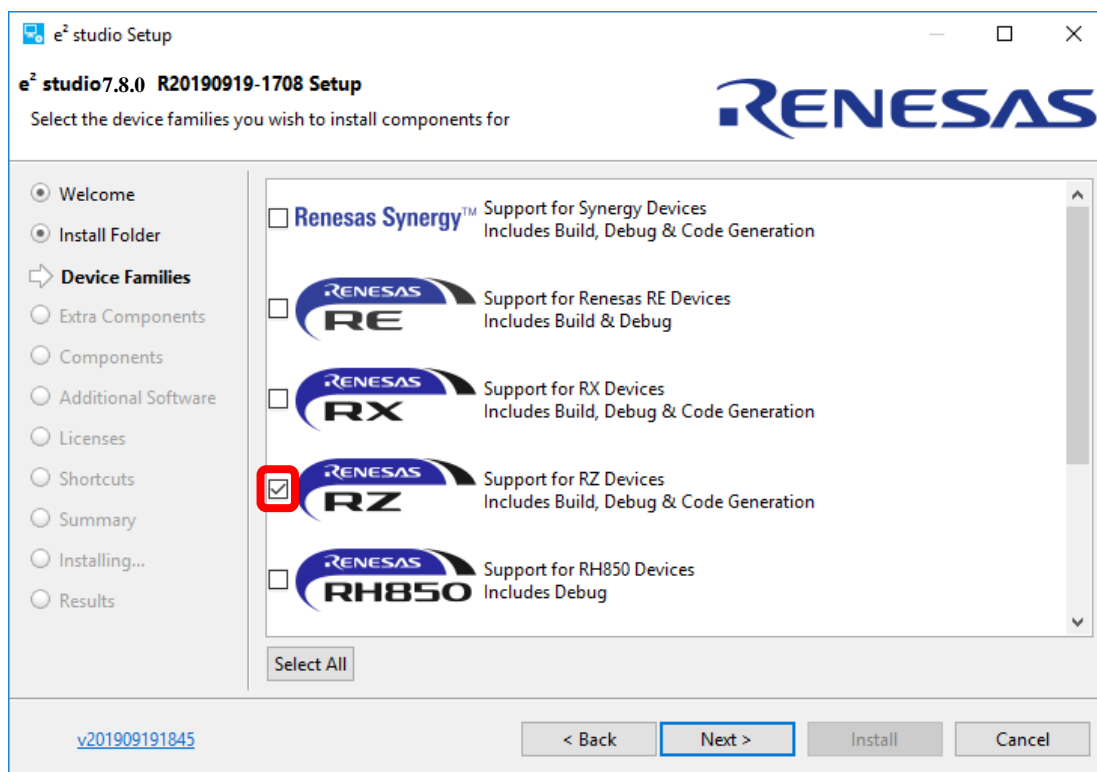 e² studio Setup
e² studio7.8.0 R20190919-1708 Setup
Select the device families you wish to install components for
RENESAS
Welcome
Install Folder
Device Families
Extra Components
Components
Additional Software
Licenses
Shortcuts
Summary
Installing...
Results
Renesas Synergy™
Support for Synergy Devices
Includes Build, Debug & Code Generation
RENESAS
RE
Support for Renesas RE Devices
Includes Build & Debug
RENESAS
RX
Support for RX Devices
Includes Build, Debug & Code Generation
RENESAS
RZ
Support for RZ Devices
Includes Build, Debug & Code Generation
RENESAS
RH850
Support for RH850 Devices
Includes Debug
Select All
v201909191845
< Back
Next >
Install
Cancel